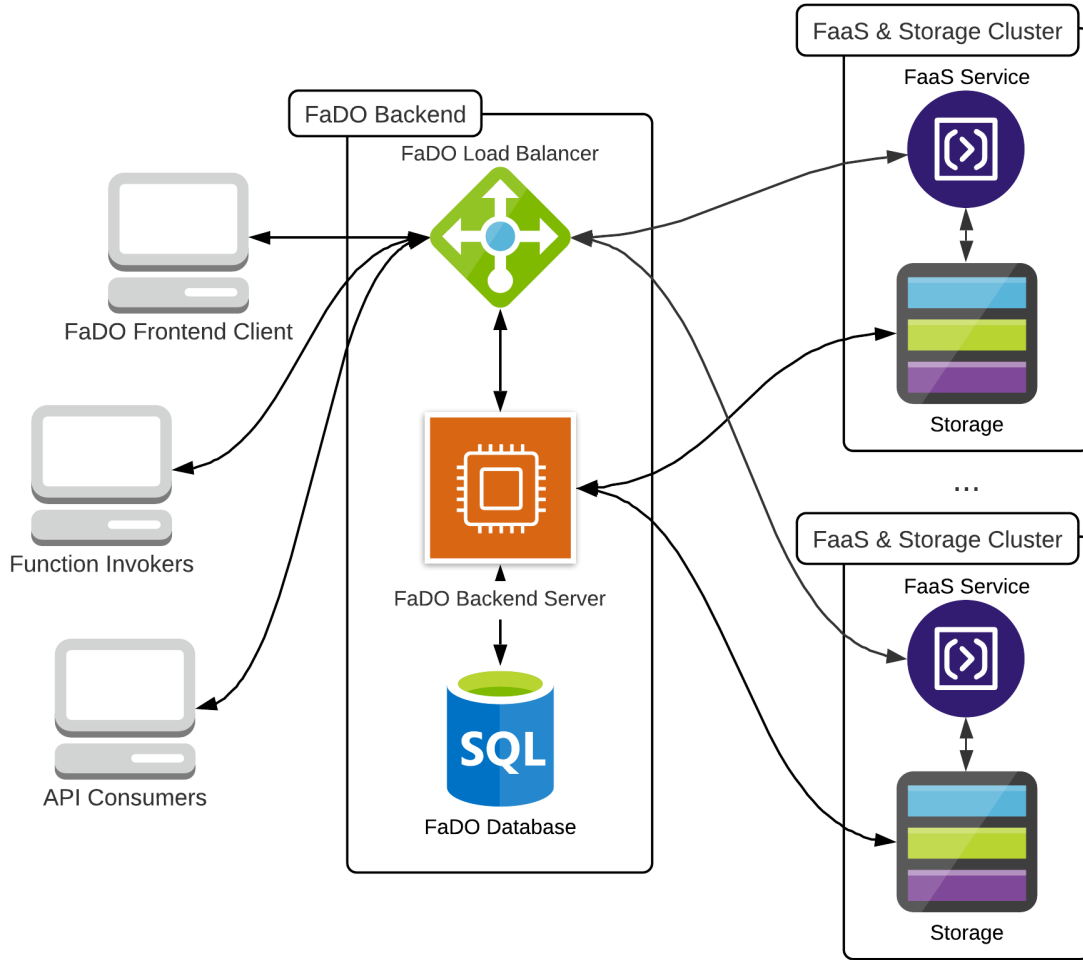 FaaS & Storage Cluster
FaaS Service
FaDO Backend
FaDO Load Balancer
FaDO Frontend Client
Storage
...
Function Invokers
FaaS & Storage Cluster
FaaS Service
FaDO Backend Server
SQL
API Consumers
FaDO Database
Storage